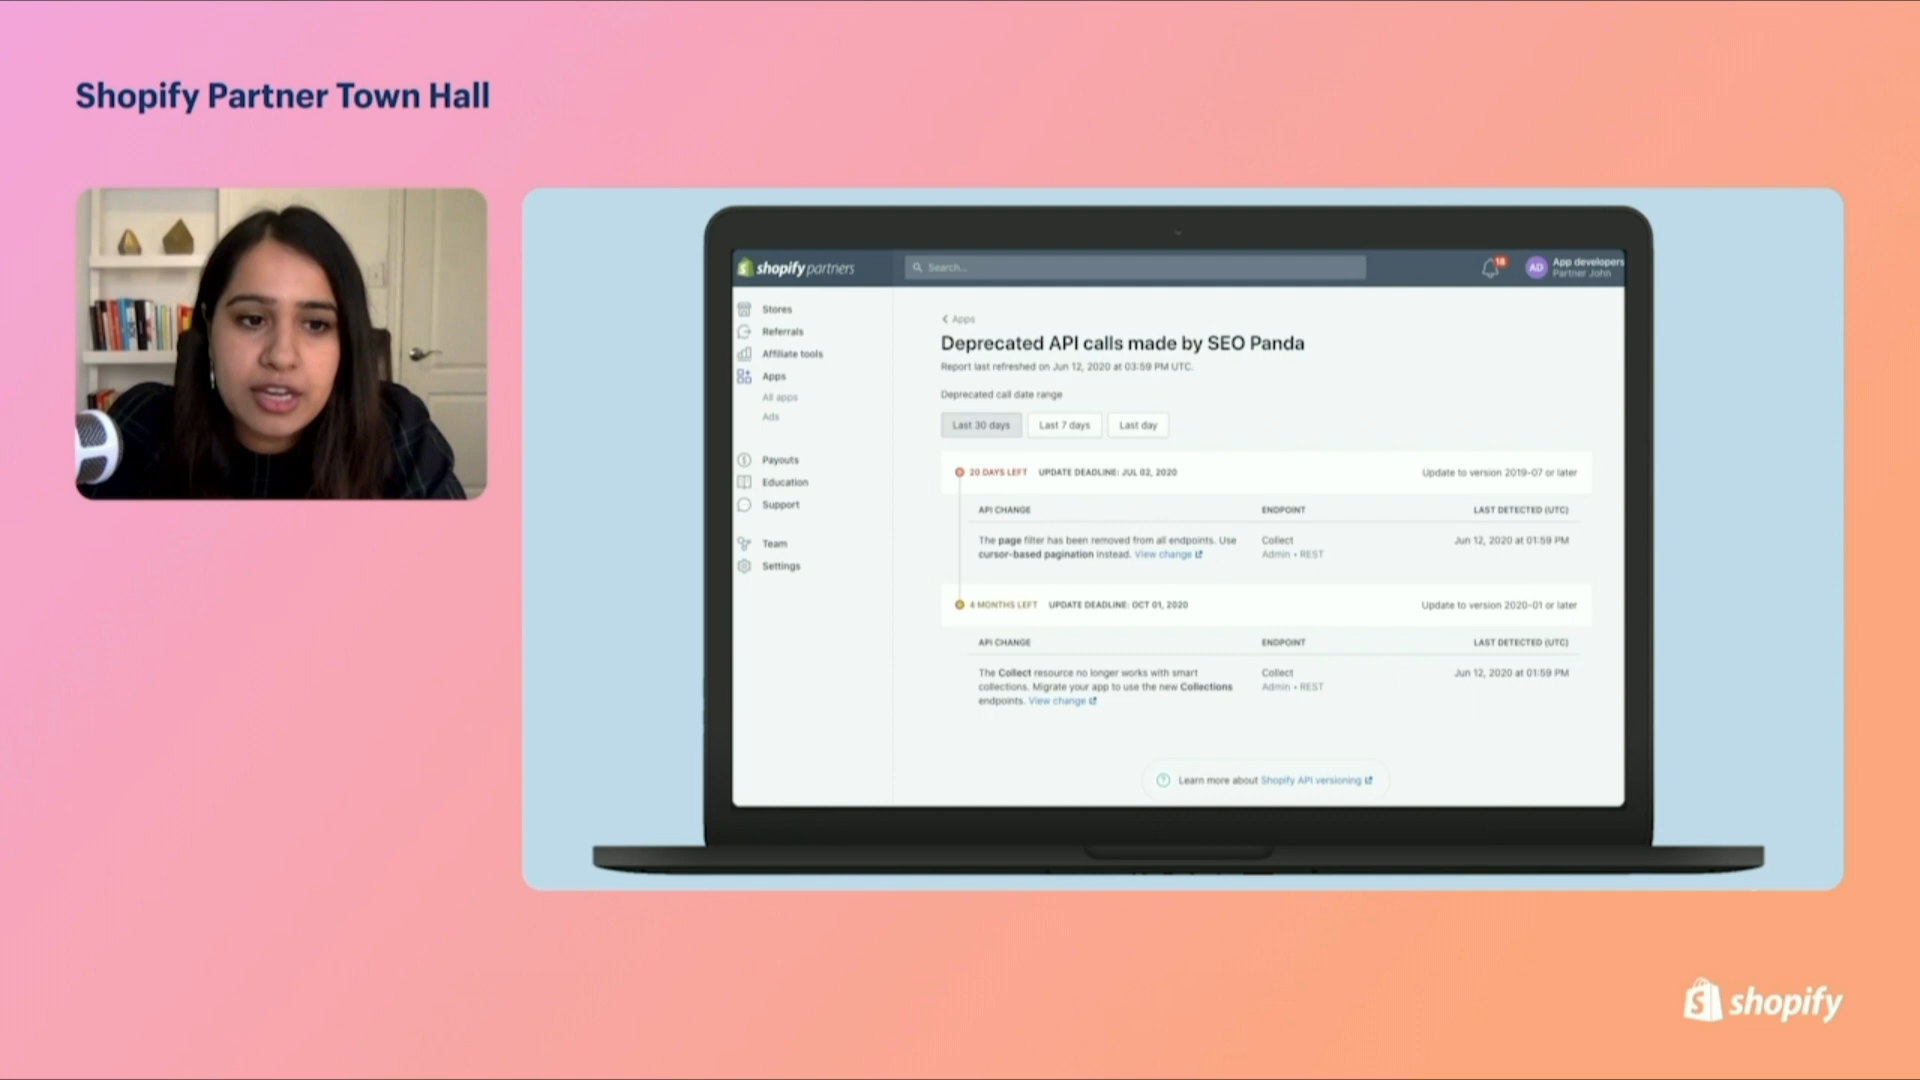 Shopify Partner Town Hall
shopify partners
Search...
18
AD
App developers
Partner John
Stores
Referrals
Affiliate tools
Apps
All apps
Ads
Payouts
Education
Support
Team
Settings
Apps
Deprecated API calls made by SEO Panda
Report last refreshed on Jun 12, 2020 at 03:59 PM UTC.
Deprecated call date range
Last 30 days
Last 7 days
Last day
20 DAYS LEFT UPDATE DEADLINE: JUL 02, 2020 Update to version 2019-07 or later
API CHANGE ENDPOINT LAST DETECTED (UTC)
The page filter has been removed from all endpoints. Use Collect Jun 12, 2020 at 01:59 PM
cursor-based pagination instead. View change Admin • REST
4 MONTHS LEFT UPDATE DEADLINE: OCT 01, 2020 Update to version 2020-01 or later
API CHANGE ENDPOINT LAST DETECTED (UTC)
The Collect resource no longer works with smart Collect Jun 12, 2020 at 01:59 PM
collections. Migrate your app to use the new Collections Admin • REST
endpoints. View change
Learn more about Shopify API versioning
shopify